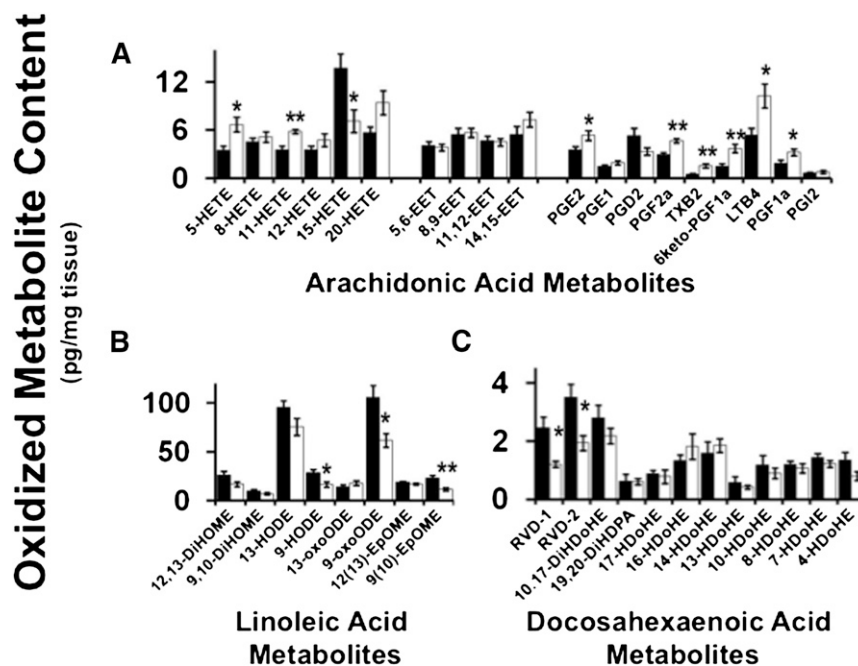 Oxidized Metabolite Content
(pg/mg tissue)
A
12
6
0
* ** * * ** ** ** * *
5-HETE
8-HETE
11-HETE
12-HETE
15-HETE
20-HETE
5,6-EET
8,9-EET
11,12-EET
14,15-EET
PGE2
PGE1
PGD2
PGF2a
TXB2
6keto-PGF1a
LTB4
PGF1a
PGI2
Arachidonic Acid Metabolites
B
100
50
0
* * **
12,13-DiHOME
9,10-DiHOME
13-HODE
9-HODE
13-oxoODE
9-oxoODE
12(13)-EpOME
9(10)-EpOME
Linoleic Acid
Metabolites
C
4
2
0
* *
RVD-1
RVD-2
10.17-DiHDoHE
19,20-DiHDPA
17-HDoHE
16-HDoHE
14-HDoHE
13-HDoHE
10-HDoHE
8-HDoHE
7-HDoHE
4-HDoHE
Docosahexaenoic Acid
Metabolites